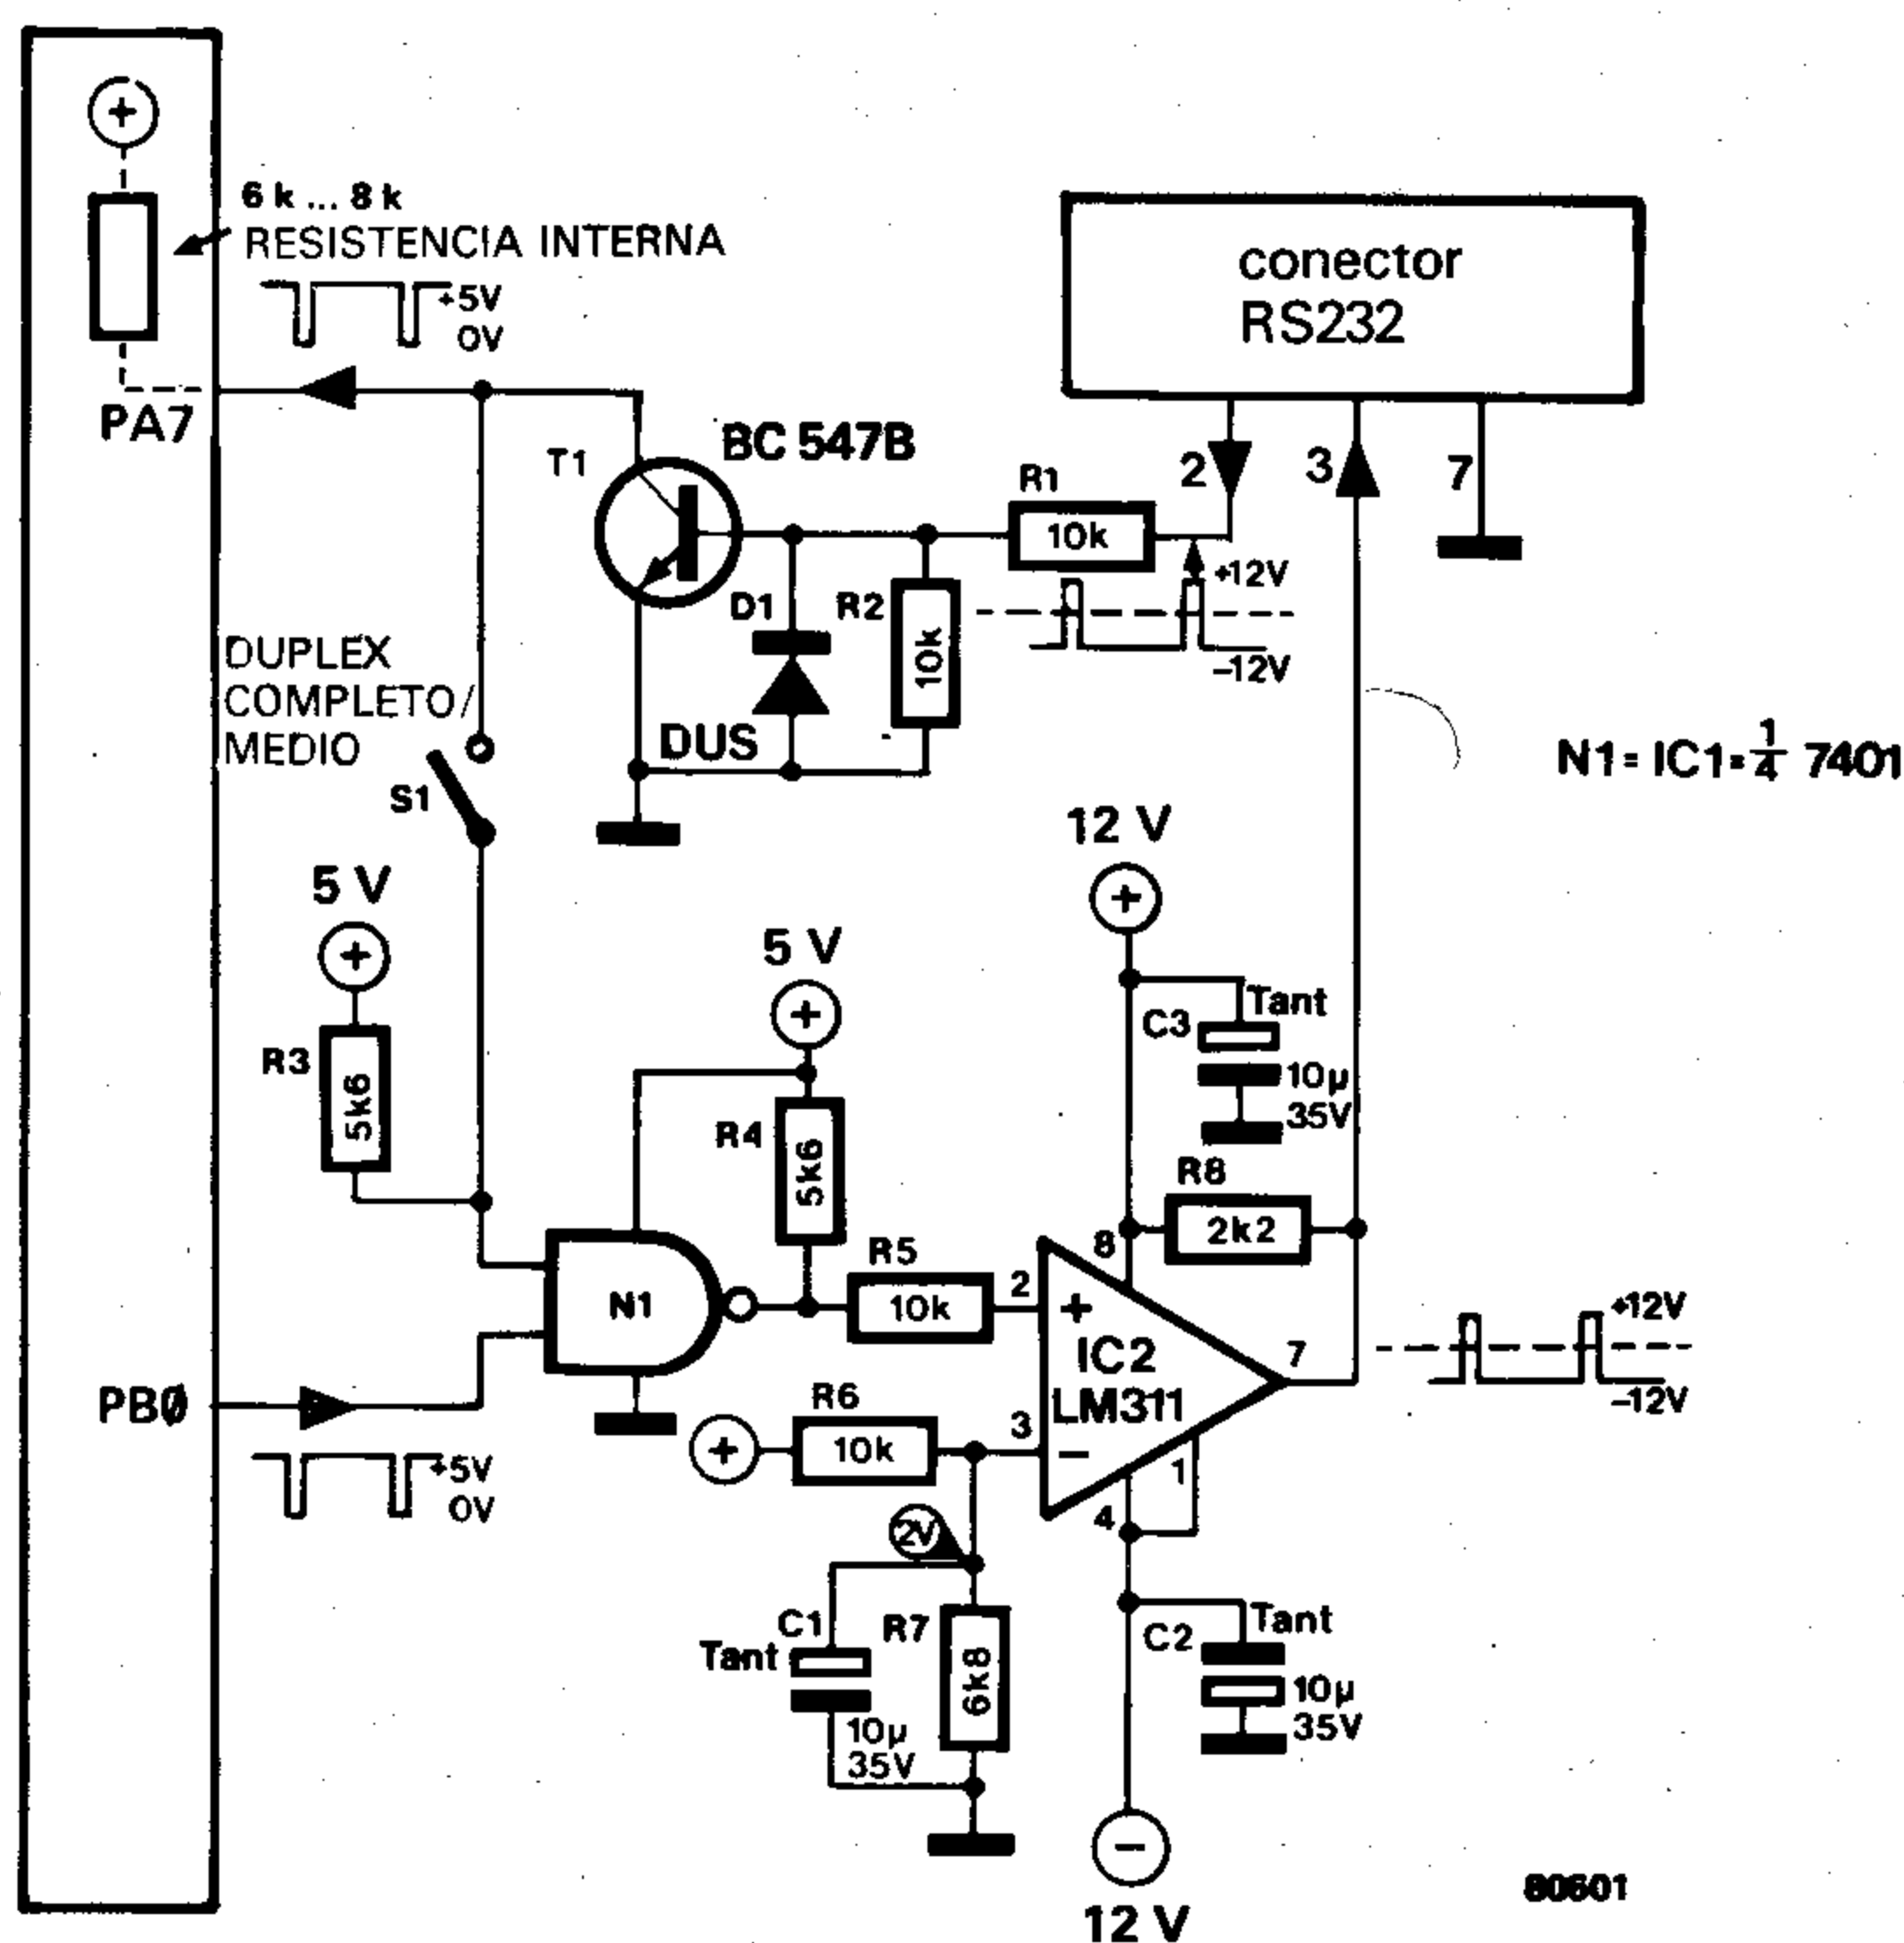 6k ... 8k
RESISTENCIA INTERNA
+5V
0V
PA7
conector
RS232
T1
BC 547B
R1
10k
2
3
7
+12V
-12V
D1
R2
10k
DUS
DUPLEX
COMPLETO/
MEDIO
S1
N1= IC1=1/4 7401
12 V
5 V
5 V
R3
5k6
R4
5k6
C3
Tant
10µ
35V
R8
2k2
8
N1
R5
10k
2
+
IC2
LM311
7
+12V
-12V
PBØ
+5V
0V
R6
10k
3
−
1
4
2V
C1
Tant
10µ
35V
R7
6k8
C2
Tant
10µ
35V
12 V
80601